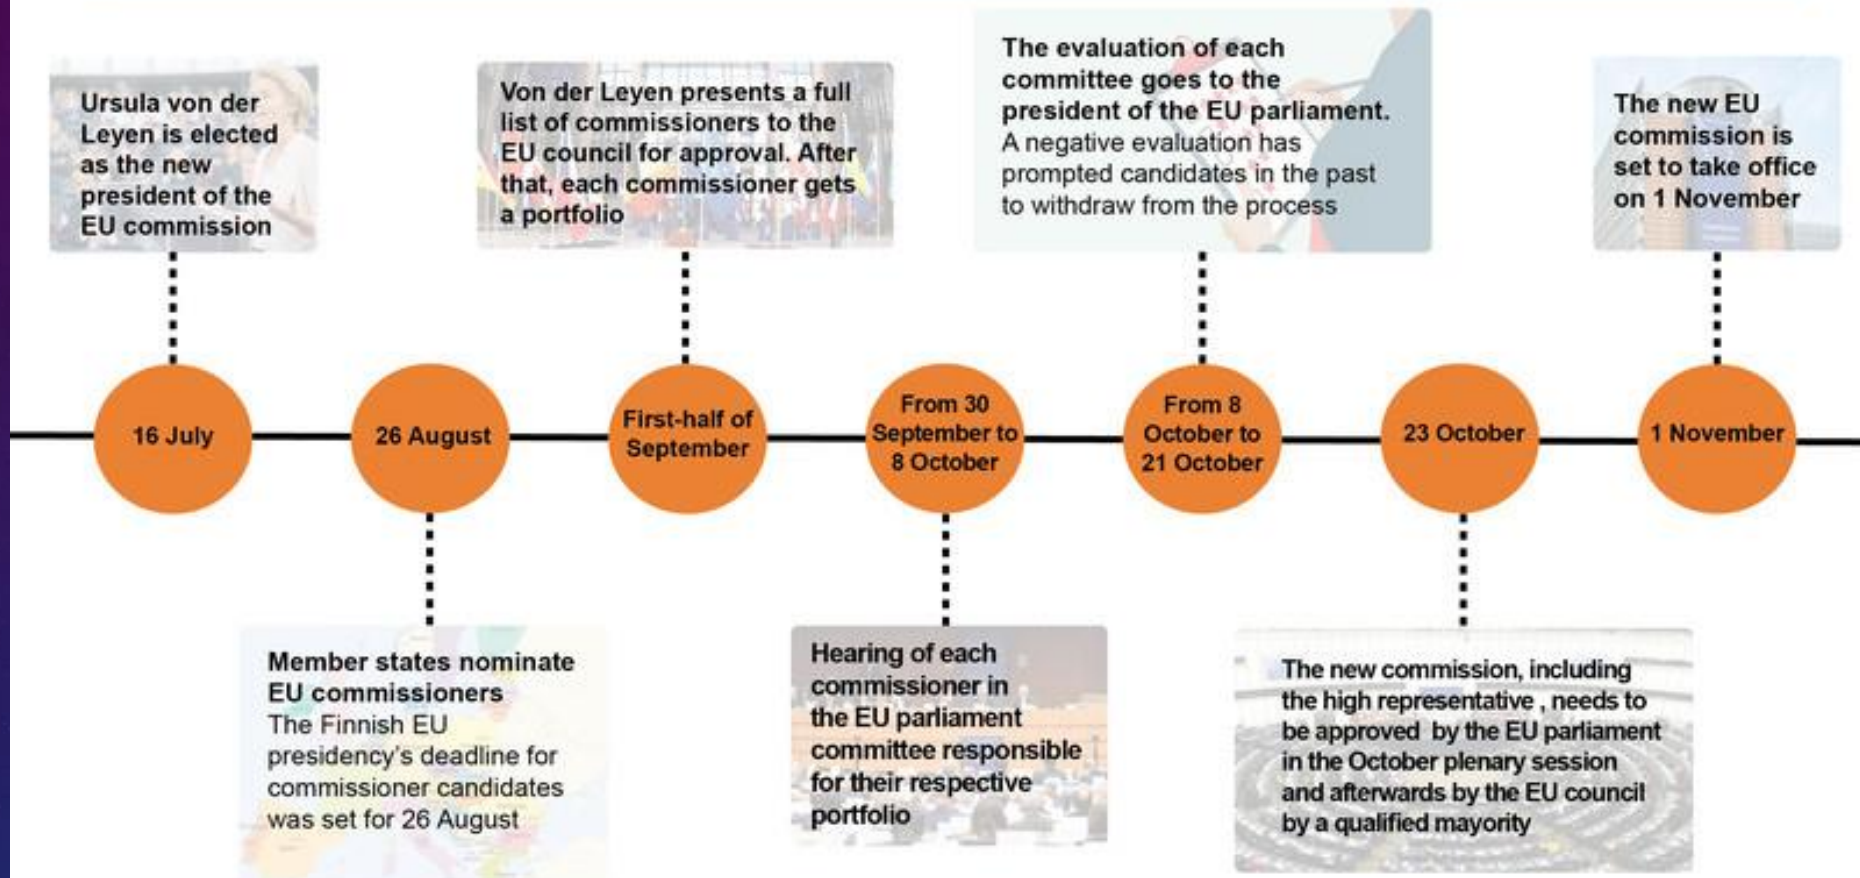 Ursula von der
Leyen is elected
as the new
president of the
EU commission
Von der Leyen presents a full
list of commissioners to the
EU council for approval. After
that, each commissioner gets
a portfolio
The evaluation of each
committee goes to the
president of the EU parliament.
A negative evaluation has
prompted candidates in the past
to withdraw from the process
The new EU
commission is
set to take office
on 1 November
16 July
26 August
First-half of
September
From 30
September to
8 October
From 8
October to
21 October
23 October
1 November
Member states nominate
EU commissioners
The Finnish EU
presidency's deadline for
commissioner candidates
was set for 26 August
Hearing of each
commissioner in
the EU parliament
committee responsible
for their respective
portfolio
The new commission, including
the high representative , needs to
be approved by the EU parliament
in the October plenary session
and afterwards by the EU council
by a qualified mayority